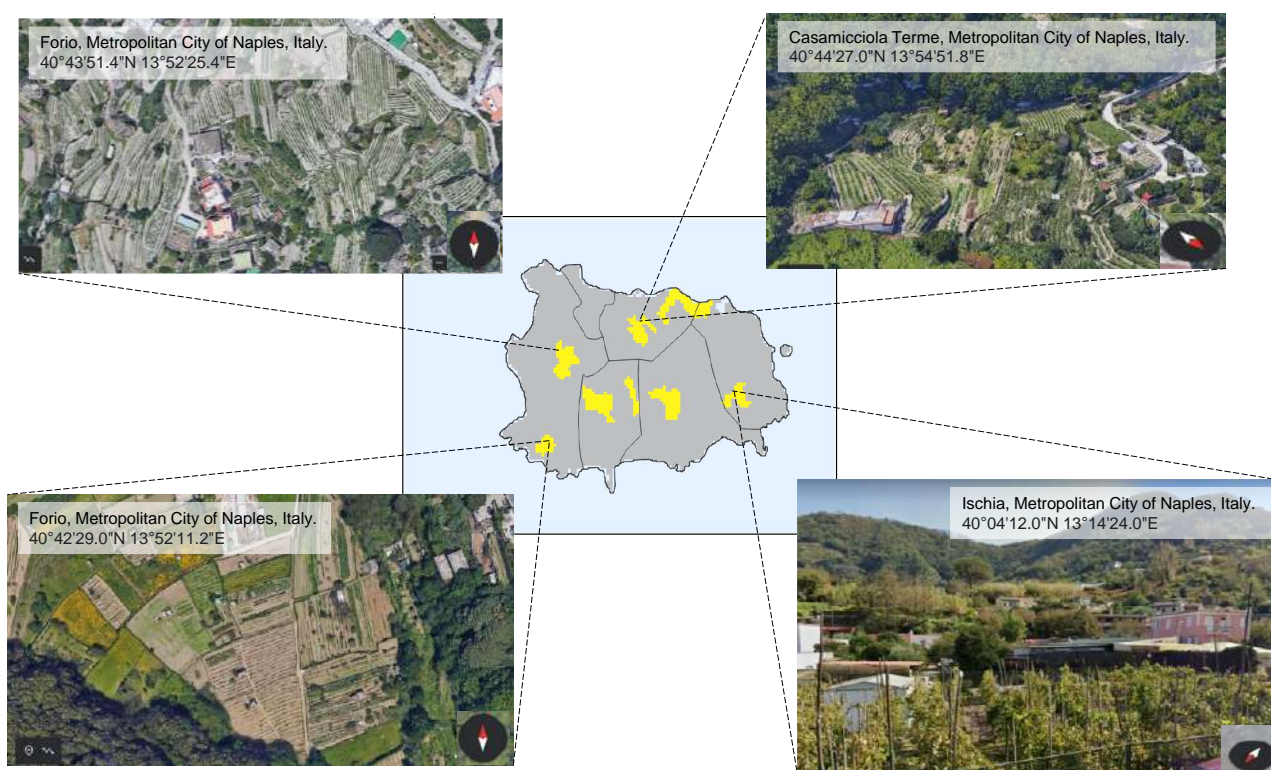 Forio, Metropolitan City of Naples, Italy.
40°43'51.4"N 13°52'25.4"E
Casamicciola Terme, Metropolitan City of Naples, Italy.
40°44'27.0"N 13°54'51.8"E
Forio, Metropolitan City of Naples, Italy.
40°42'29.0"N 13°52'11.2"E
Ischia, Metropolitan City of Naples, Italy.
40°04'12.0"N 13°14'24.0"E